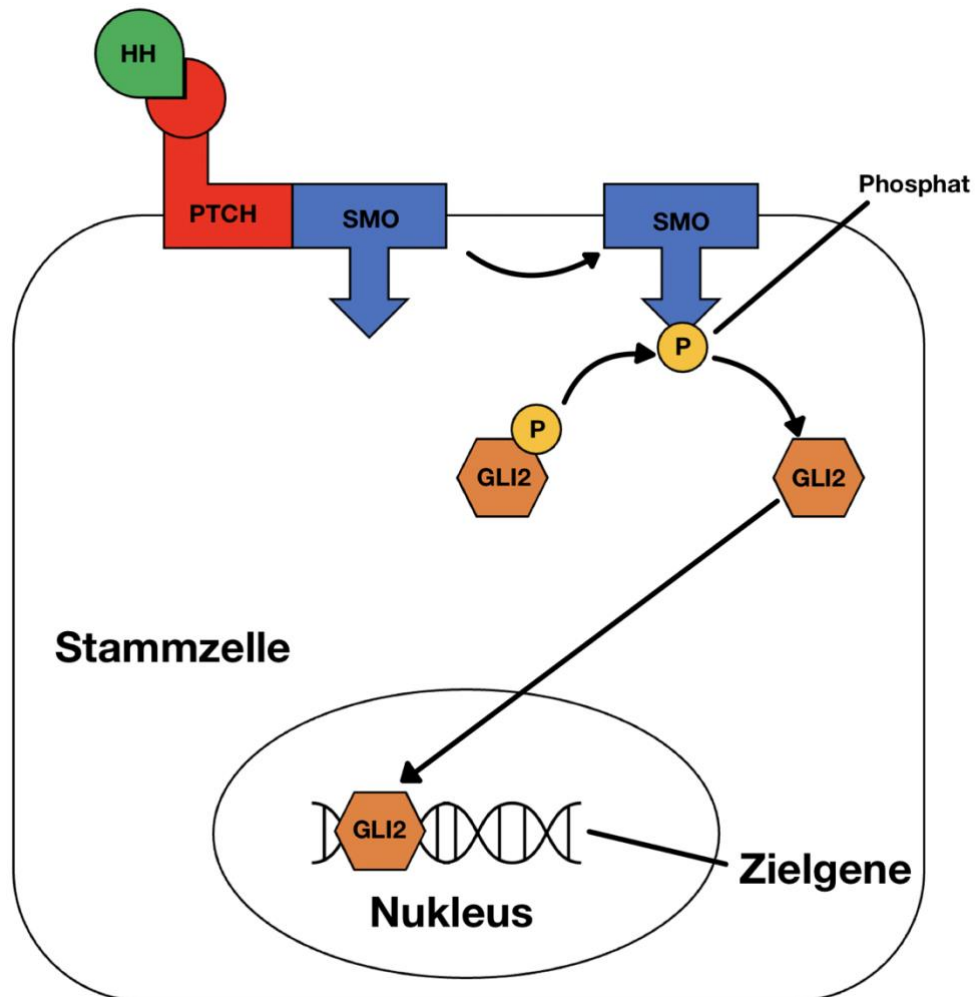 HH
PTCH
SMO
SMO
Phosphat
P
P
GLI2
GLI2
Stammzelle
GLI2
Zielgene
Nukleus